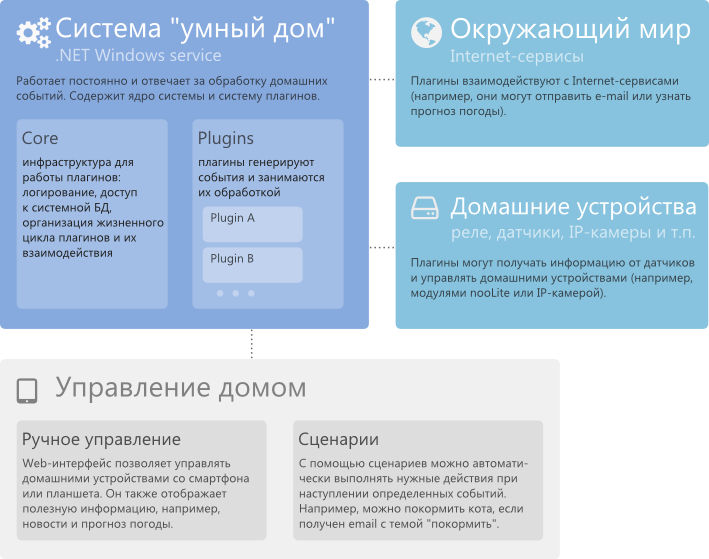 Система "умный дом"
.NET Windows service
Работает постоянно и отвечает за обработку домашних
событий. Содержит ядро системы и систему плагинов.
Core
инфраструктура для
работы плагинов:
логирование, доступ
к системной БД,
организация жизненного
цикла плагинов и их
взаимодействия
Plugins
плагины генерируют
события и занимаются
их обработкой
Plugin A
Plugin B
Окружающий мир
Internet-сервисы
Плагины взаимодействуют с Internet-сервисами
(например, они могут отправить e-mail или узнать
прогноз погоды).
Домашние устройства
реле, датчики, IP-камеры и т.п.
Плагины могут получать информацию от датчиков
и управлять домашними устройствами (например,
модулями nooLite или IP-камерой).
Управление домом
Ручное управление
Web-интерфейс позволяет управлять
домашними устройствами со смартфона
или планшета. Он также отображает
полезную информацию, например,
новости и прогноз погоды.
Сценарии
С помощью сценариев можно автомати-
чески выполнять нужные действия при
наступлении определенных событий.
Например, можно покормить кота, если
получен email с темой "покормить".